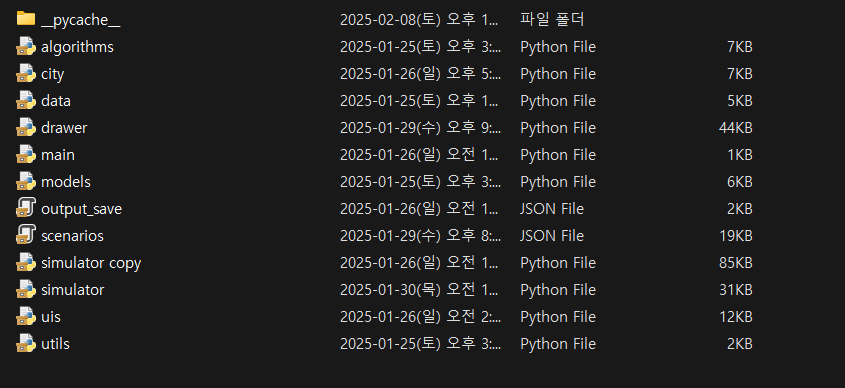 __pycache__ 2025-02-08(토) 오후 1... 파일 폴더
algorithms 2025-01-25(토) 오후 3:... Python File 7KB
city 2025-01-26(일) 오후 5:... Python File 7KB
data 2025-01-25(토) 오후 1... Python File 5KB
drawer 2025-01-29(수) 오후 9:... Python File 44KB
main 2025-01-26(일) 오전 1... Python File 1KB
models 2025-01-25(토) 오후 3:... Python File 6KB
output_save 2025-01-26(일) 오전 1... JSON File 2KB
scenarios 2025-01-29(수) 오후 8:... JSON File 19KB
simulator copy 2025-01-26(일) 오전 1... Python File 85KB
simulator 2025-01-30(목) 오전 1... Python File 31KB
uis 2025-01-26(일) 오전 2:... Python File 12KB
utils 2025-01-25(토) 오후 3:... Python File 2KB